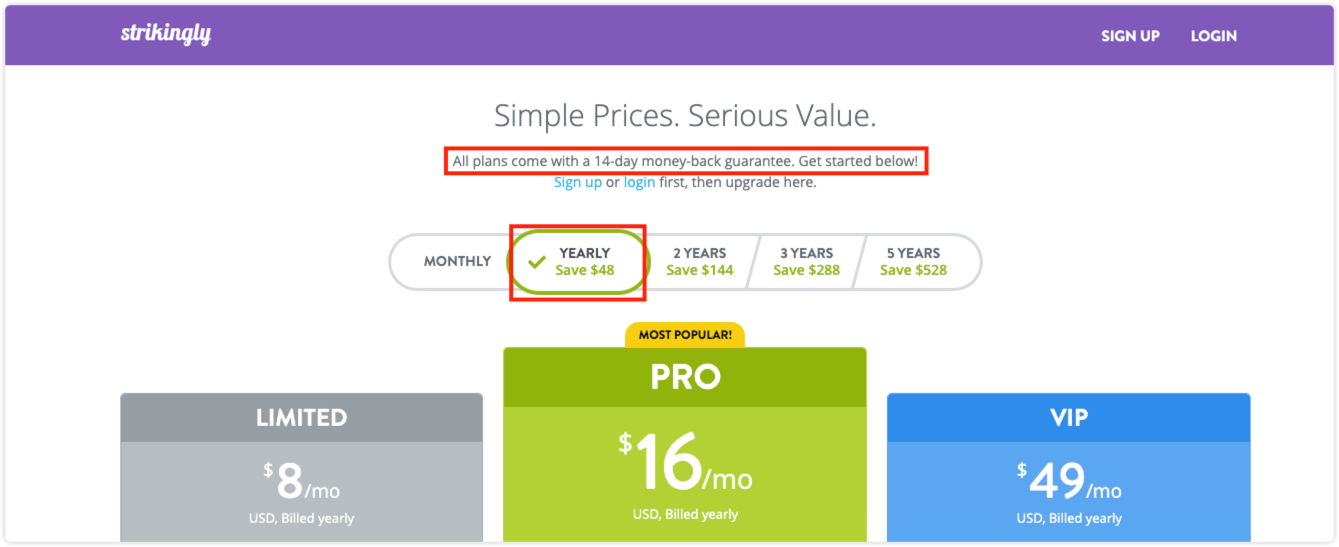 strikingly
SIGN UP
LOGIN
Simple Prices. Serious Value.
All plans come with a 14-day money-back guarantee. Get started below!
Sign up or login first, then upgrade here.
MONTHLY
YEARLY
Save $48
2 YEARS
Save $144
3 YEARS
Save $288
5 YEARS
Save $528
LIMITED
$8/mo
USD, Billed yearly
MOST POPULAR!
PRO
$16/mo
USD, Billed yearly
VIP
$49/mo
USD, Billed yearly